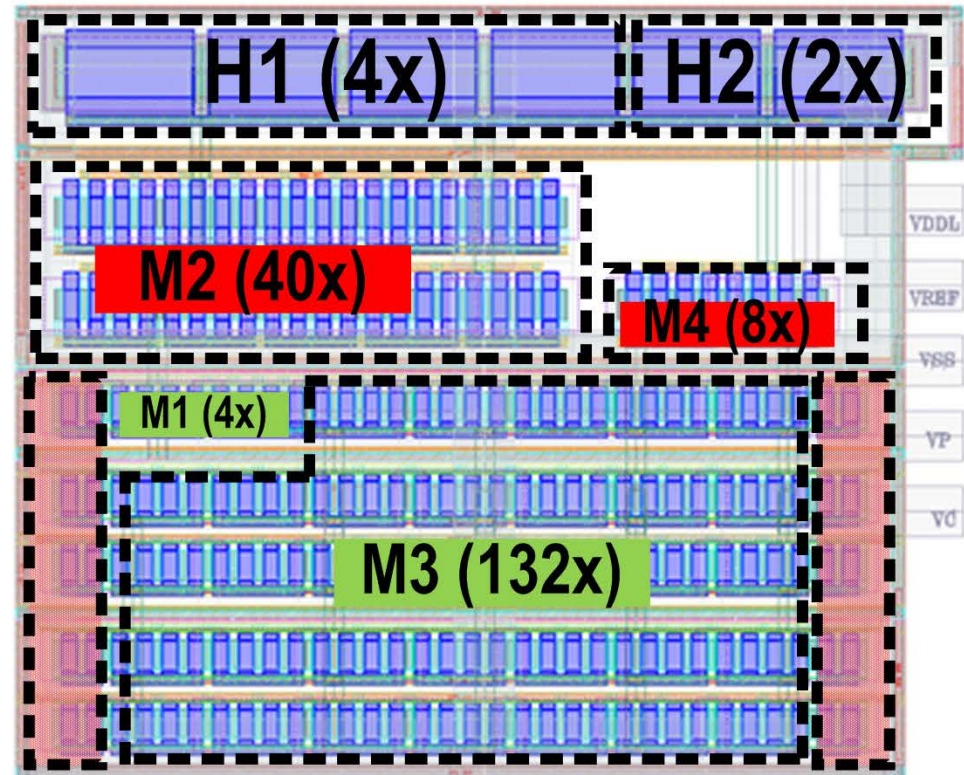 H1 (4x)
H2 (2x)
M2 (40x)
M4 (8x)
VDDL
VREF
VSS
VP
VC
M1 (4x)
M3 (132x)